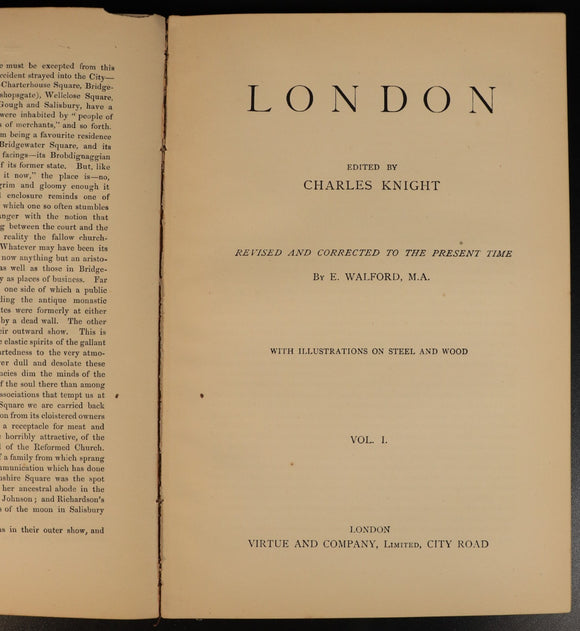 e must be excepted from this
ccident strayed into the City—
Charterhouse Square, Bridge-
shopsgate), Wellclose Square,
Gough and Salisbury, have a
were inhabited by "people of
s of merchants," and so forth.
m being a favourite residence
Bridgewater Square, and its
facings—its Brobdignaggian
f its former state. But, like
it now," the place is—no,
grim and gloomy enough it
enclosure reminds one of
which one so often stumbles
anger with the notion that
g between the court and the
reality the fallow church-
Whatever may have been its
now anything but an aristo-
as well as those in Bridge-
y as places of business. Far
one side of which a public
ding the antique monastic
tes were formerly at either
by a dead wall. The other
eir outward show. This is
e elastic spirits of the gallant
artedness to the very atmo-
ver dull and desolate these
ncies dim the minds of the
f the soul there than among
associations that tempt us at
Square we are carried back
on from its cloistered owners
a receptacle for meat and
horribly attractive, of the
l of the Reformed Church.
f a family from which sprang
mmunication which has done
nshire Square was the spot
her ancestral abode in the
Johnson; and Richardson's
s of the moon in Salisbury
as in their outer show, and
LONDON
EDITED BY
CHARLES KNIGHT
REVISED AND CORRECTED TO THE PRESENT TIME
BY E. WALFORD, M.A.
WITH ILLUSTRATIONS ON STEEL AND WOOD
VOL. I.
LONDON
VIRTUE AND COMPANY, LIMITED, CITY ROAD